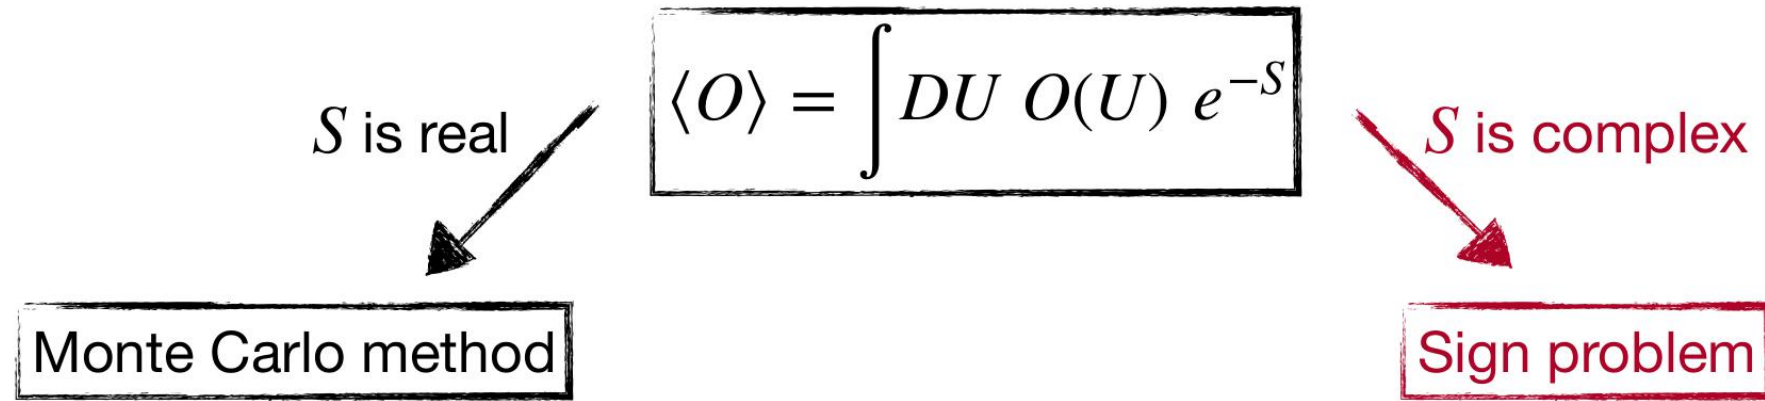 ⟨O⟩ = ∫ DU O(U) e^{-S}
S is real
S is complex
Monte Carlo method
Sign problem